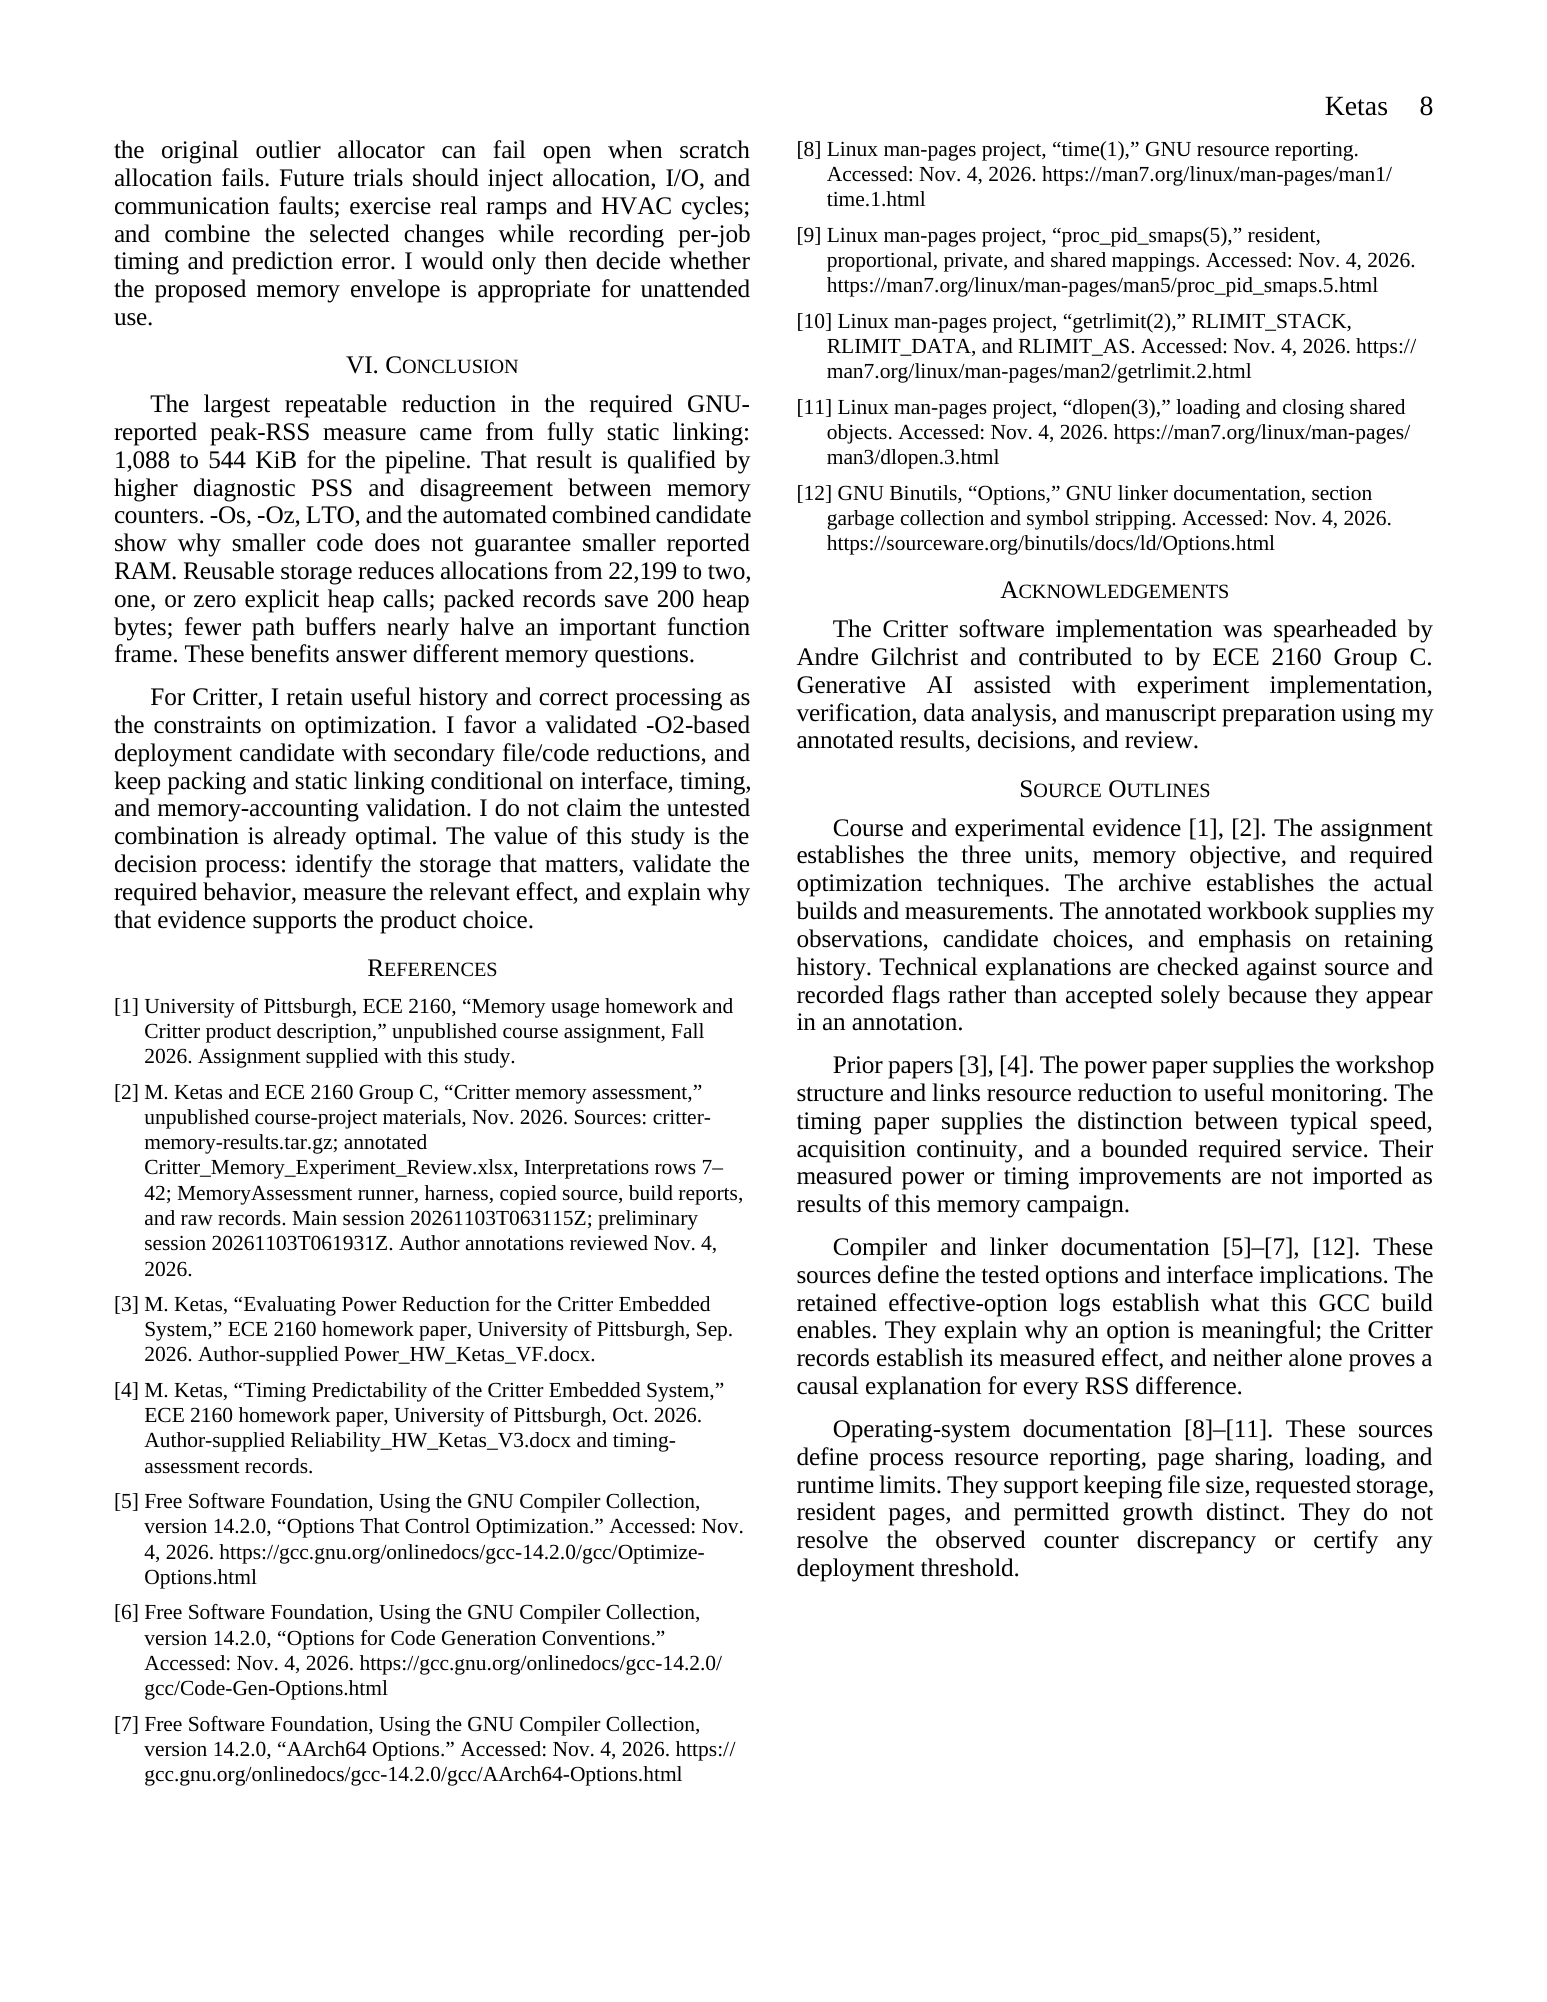 Ketas 8
the original outlier allocator can fail open when scratch
allocation fails. Future trials should inject allocation, I/O, and
communication faults; exercise real ramps and HVAC cycles;
and combine the selected changes while recording per-job
timing and prediction error. I would only then decide whether
the proposed memory envelope is appropriate for unattended
use.
VI. CONCLUSION
The largest repeatable reduction in the required GNU-
reported peak-RSS measure came from fully static linking:
1,088 to 544 KiB for the pipeline. That result is qualified by
higher diagnostic PSS and disagreement between memory
counters. -Os, -Oz, LTO, and the automated combined candidate
show why smaller code does not guarantee smaller reported
RAM. Reusable storage reduces allocations from 22,199 to two,
one, or zero explicit heap calls; packed records save 200 heap
bytes; fewer path buffers nearly halve an important function
frame. These benefits answer different memory questions.
For Critter, I retain useful history and correct processing as
the constraints on optimization. I favor a validated -O2-based
deployment candidate with secondary file/code reductions, and
keep packing and static linking conditional on interface, timing,
and memory-accounting validation. I do not claim the untested
combination is already optimal. The value of this study is the
decision process: identify the storage that matters, validate the
required behavior, measure the relevant effect, and explain why
that evidence supports the product choice.
REFERENCES
[1] University of Pittsburgh, ECE 2160, “Memory usage homework and
Critter product description,” unpublished course assignment, Fall
2026. Assignment supplied with this study.
[2] M. Ketas and ECE 2160 Group C, “Critter memory assessment,”
unpublished course-project materials, Nov. 2026. Sources: critter-
memory-results.tar.gz; annotated
Critter_Memory_Experiment_Review.xlsx, Interpretations rows 7–
42; MemoryAssessment runner, harness, copied source, build reports,
and raw records. Main session 20261103T063115Z; preliminary
session 20261103T061931Z. Author annotations reviewed Nov. 4,
2026.
[3] M. Ketas, “Evaluating Power Reduction for the Critter Embedded
System,” ECE 2160 homework paper, University of Pittsburgh, Sep.
2026. Author-supplied Power_HW_Ketas_VF.docx.
[4] M. Ketas, “Timing Predictability of the Critter Embedded System,”
ECE 2160 homework paper, University of Pittsburgh, Oct. 2026.
Author-supplied Reliability_HW_Ketas_V3.docx and timing-
assessment records.
[5] Free Software Foundation, Using the GNU Compiler Collection,
version 14.2.0, “Options That Control Optimization.” Accessed: Nov.
4, 2026. https://gcc.gnu.org/onlinedocs/gcc-14.2.0/gcc/Optimize-
Options.html
[6] Free Software Foundation, Using the GNU Compiler Collection,
version 14.2.0, “Options for Code Generation Conventions.”
Accessed: Nov. 4, 2026. https://gcc.gnu.org/onlinedocs/gcc-14.2.0/
gcc/Code-Gen-Options.html
[7] Free Software Foundation, Using the GNU Compiler Collection,
version 14.2.0, “AArch64 Options.” Accessed: Nov. 4, 2026. https://
gcc.gnu.org/onlinedocs/gcc-14.2.0/gcc/AArch64-Options.html
[8] Linux man-pages project, “time(1),” GNU resource reporting.
Accessed: Nov. 4, 2026. https://man7.org/linux/man-pages/man1/
time.1.html
[9] Linux man-pages project, “proc_pid_smaps(5),” resident,
proportional, private, and shared mappings. Accessed: Nov. 4, 2026.
https://man7.org/linux/man-pages/man5/proc_pid_smaps.5.html
[10] Linux man-pages project, “getrlimit(2),” RLIMIT_STACK,
RLIMIT_DATA, and RLIMIT_AS. Accessed: Nov. 4, 2026. https://
man7.org/linux/man-pages/man2/getrlimit.2.html
[11] Linux man-pages project, “dlopen(3),” loading and closing shared
objects. Accessed: Nov. 4, 2026. https://man7.org/linux/man-pages/
man3/dlopen.3.html
[12] GNU Binutils, “Options,” GNU linker documentation, section
garbage collection and symbol stripping. Accessed: Nov. 4, 2026.
https://sourceware.org/binutils/docs/ld/Options.html
ACKNOWLEDGEMENTS
The Critter software implementation was spearheaded by
Andre Gilchrist and contributed to by ECE 2160 Group C.
Generative AI assisted with experiment implementation,
verification, data analysis, and manuscript preparation using my
annotated results, decisions, and review.
SOURCE OUTLINES
Course and experimental evidence [1], [2]. The assignment
establishes the three units, memory objective, and required
optimization techniques. The archive establishes the actual
builds and measurements. The annotated workbook supplies my
observations, candidate choices, and emphasis on retaining
history. Technical explanations are checked against source and
recorded flags rather than accepted solely because they appear
in an annotation.
Prior papers [3], [4]. The power paper supplies the workshop
structure and links resource reduction to useful monitoring. The
timing paper supplies the distinction between typical speed,
acquisition continuity, and a bounded required service. Their
measured power or timing improvements are not imported as
results of this memory campaign.
Compiler and linker documentation [5]–[7], [12]. These
sources define the tested options and interface implications. The
retained effective-option logs establish what this GCC build
enables. They explain why an option is meaningful; the Critter
records establish its measured effect, and neither alone proves a
causal explanation for every RSS difference.
Operating-system documentation [8]–[11]. These sources
define process resource reporting, page sharing, loading, and
runtime limits. They support keeping file size, requested storage,
resident pages, and permitted growth distinct. They do not
resolve the observed counter discrepancy or certify any
deployment threshold.